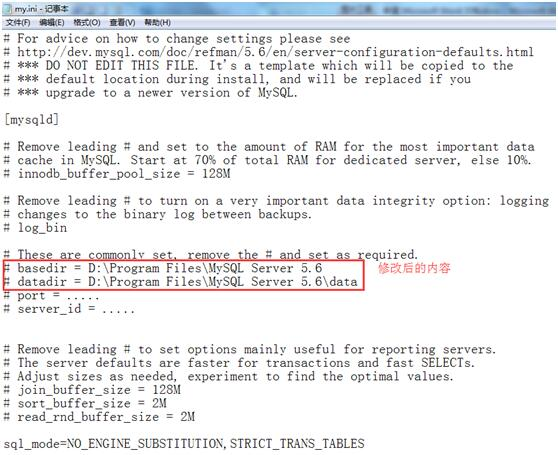 my.ini - 记事本
文件(F) 编辑(E) 格式(O) 查看(V) 帮助(H)
# For advice on how to change settings please see
# http://dev.mysql.com/doc/refman/5.6/en/server-configuration-defaults.html
# *** DO NOT EDIT THIS FILE. It's a template which will be copied to the
# *** default location during install, and will be replaced if you
# *** upgrade to a newer version of MySQL.
[mysqld]
# Remove leading # and set to the amount of RAM for the most important data
# cache in MySQL. Start at 70% of total RAM for dedicated server, else 10%.
# innodb_buffer_pool_size = 128M
# Remove leading # to turn on a very important data integrity option: logging
# changes to the binary log between backups.
# log_bin
# These are commonly set, remove the # and set as required.
# basedir = D:\Program Files\MySQL Server 5.6
修改后的内容
# datadir = D:\Program Files\MySQL Server 5.6\data
# port = .....
# server_id = .....
# Remove leading # to set options mainly useful for reporting servers.
# The server defaults are faster for transactions and fast SELECTs.
# Adjust sizes as needed, experiment to find the optimal values.
# join_buffer_size = 128M
# sort_buffer_size = 2M
# read_rnd_buffer_size = 2M
sql_mode=NO_ENGINE_SUBSTITUTION,STRICT_TRANS_TABLES